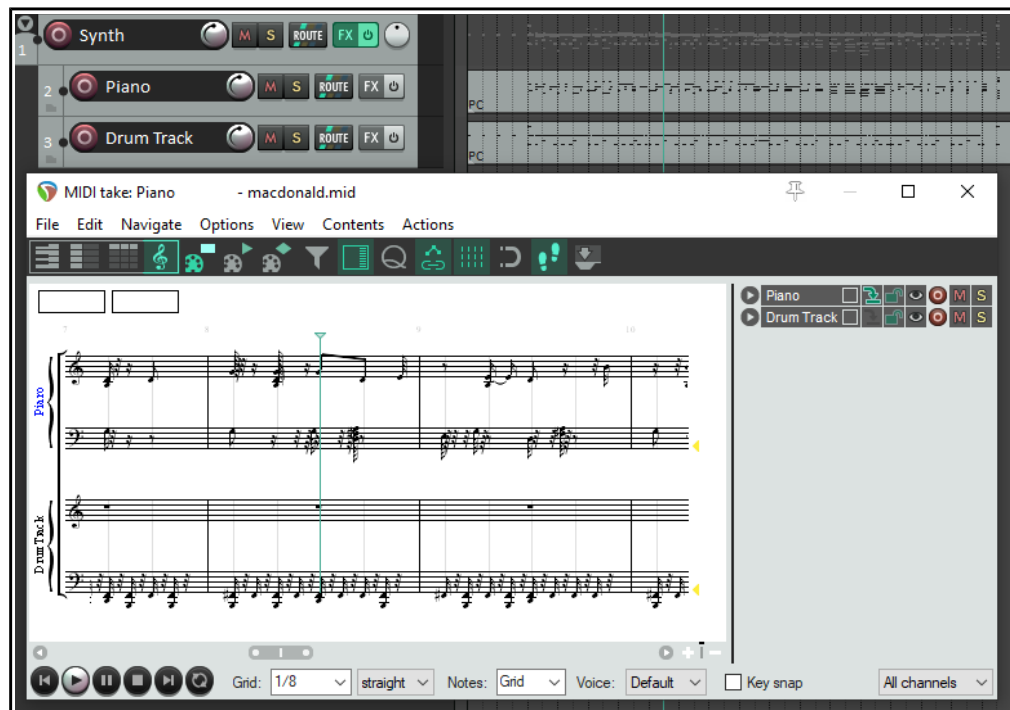 1 Synth M S ROUTE FX
2 Piano M S ROUTE FX
PC
3 Drum Track M S ROUTE FX
PC
MIDI take: Piano - macdonald.mid
File Edit Navigate Options View Contents Actions
Piano M S
Drum Track M S
7 8 9 10
Piano
Drum Track
Grid: 1/8 straight Notes: Grid Voice: Default Key snap All channels